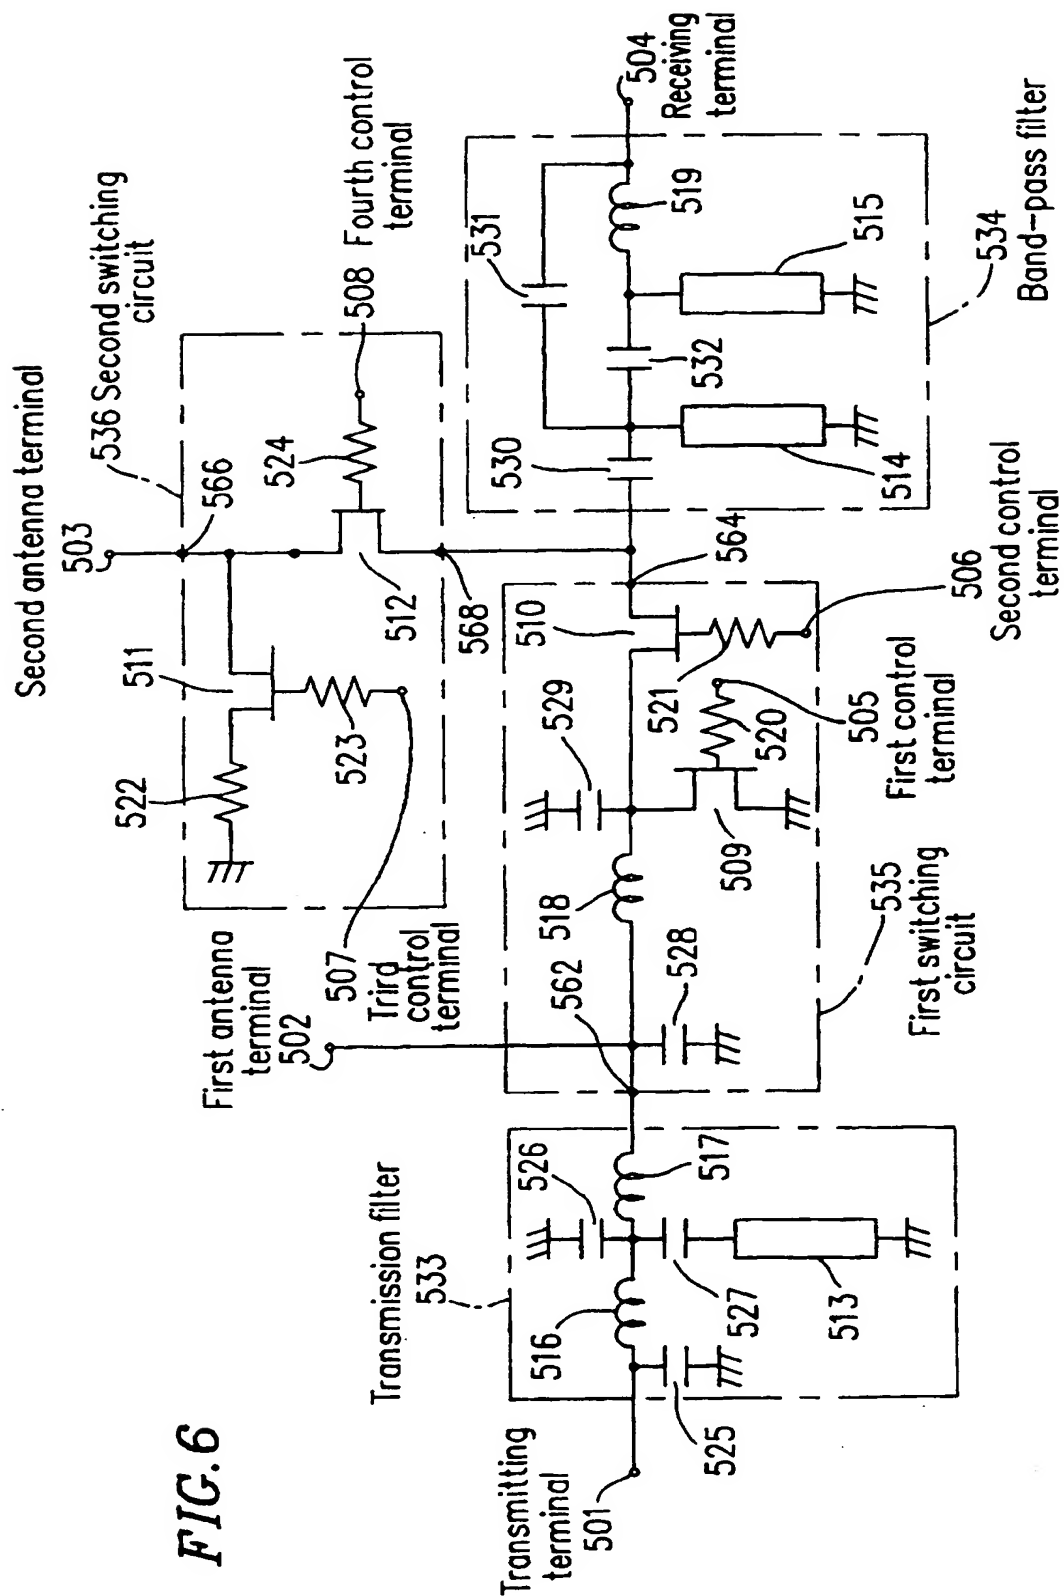 FIG.6
Second antenna terminal
503
536 Second switching
circuit
566
511
522
523
512
524
508 Fourth control
terminal
568
First antenna
terminal
502
507
Trird
control
terminal
Transmission filter
533
Transmitting
terminal
501
516
525
526
527
517
513
562
528
518
529
509
510
520
521
564
505
First control
terminal
506
Second control
terminal
535
First switching
circuit
530
531
532
514
515
519
504
Receiving
terminal
534
Band-pass filter